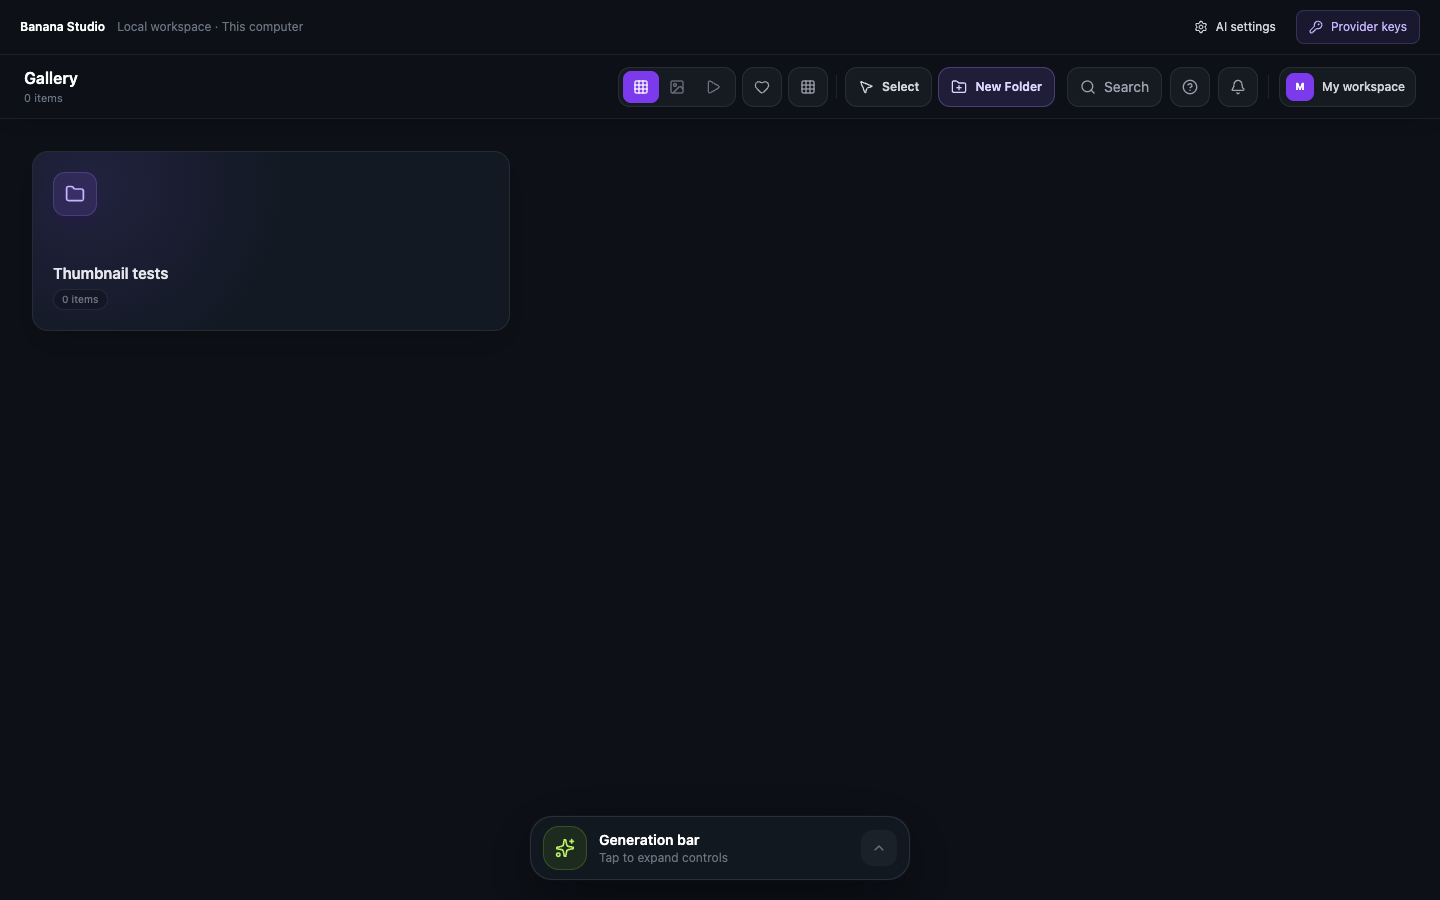 Banana Studio Local workspace · This computer AI settings Provider keys
Gallery
0 items
Select New Folder Search M My workspace
Thumbnail tests
0 items
Generation bar
Tap to expand controls